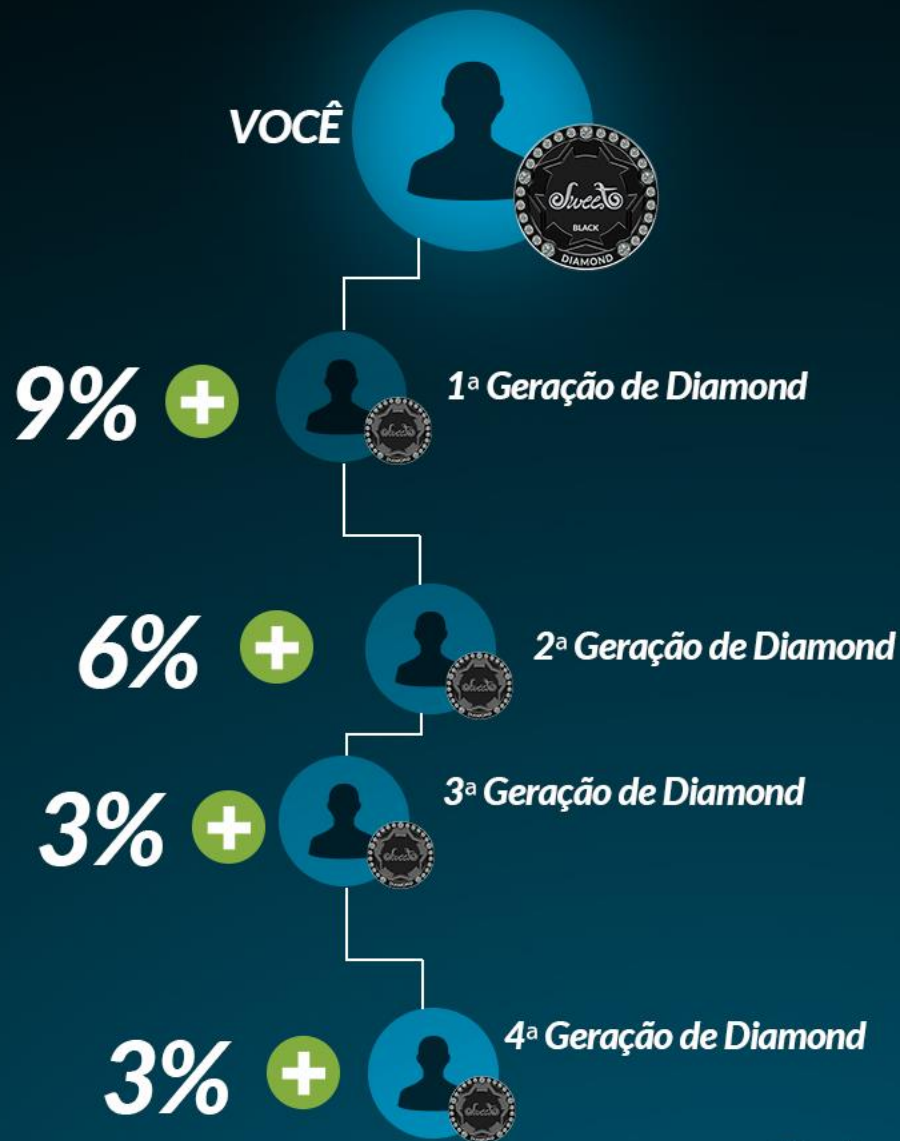 VOCÊ
Sweet
BLACK
DIAMOND
9%
1ª Geração de Diamond
6%
2ª Geração de Diamond
3%
3ª Geração de Diamond
3%
4ª Geração de Diamond